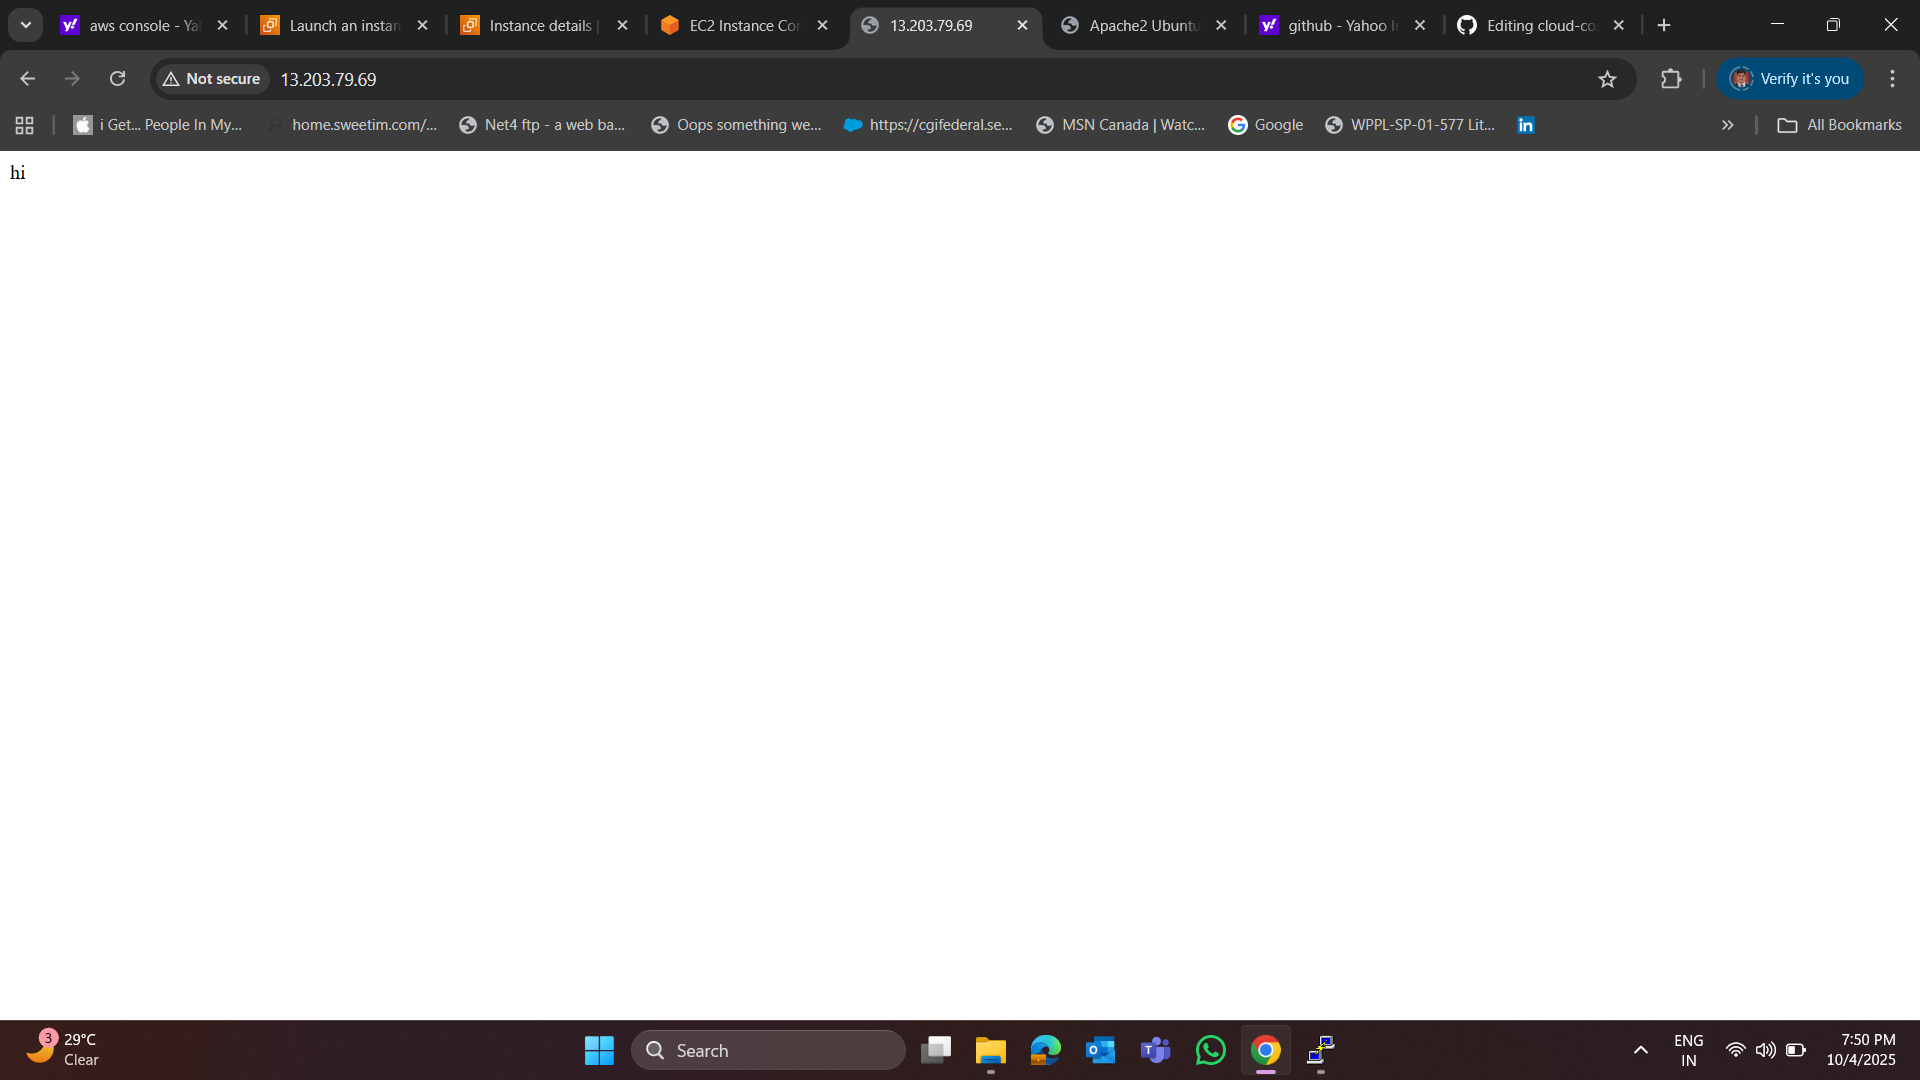 aws console - Ya
Launch an instan
Instance details |
EC2 Instance Con
13.203.79.69
Apache2 Ubuntu
github - Yahoo I
Editing cloud-co
Not secure
13.203.79.69
Verify it's you
i Get... People In My...
home.sweetim.com/...
Net4 ftp - a web ba...
Oops something we...
https://cgifederal.se...
MSN Canada | Watc...
Google
WPPL-SP-01-577 Lit...
in
All Bookmarks
hi
3
29°C
Clear
Search
ENG
IN
7:50 PM
10/4/2025